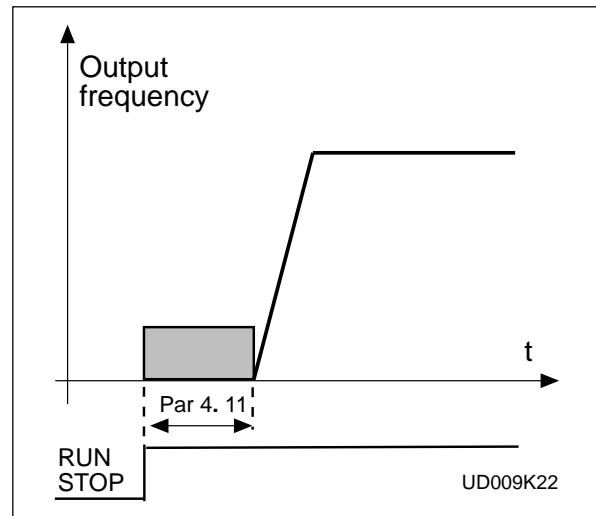 Output
frequency
t
Par 4. 11
RUN
STOP
UD009K22